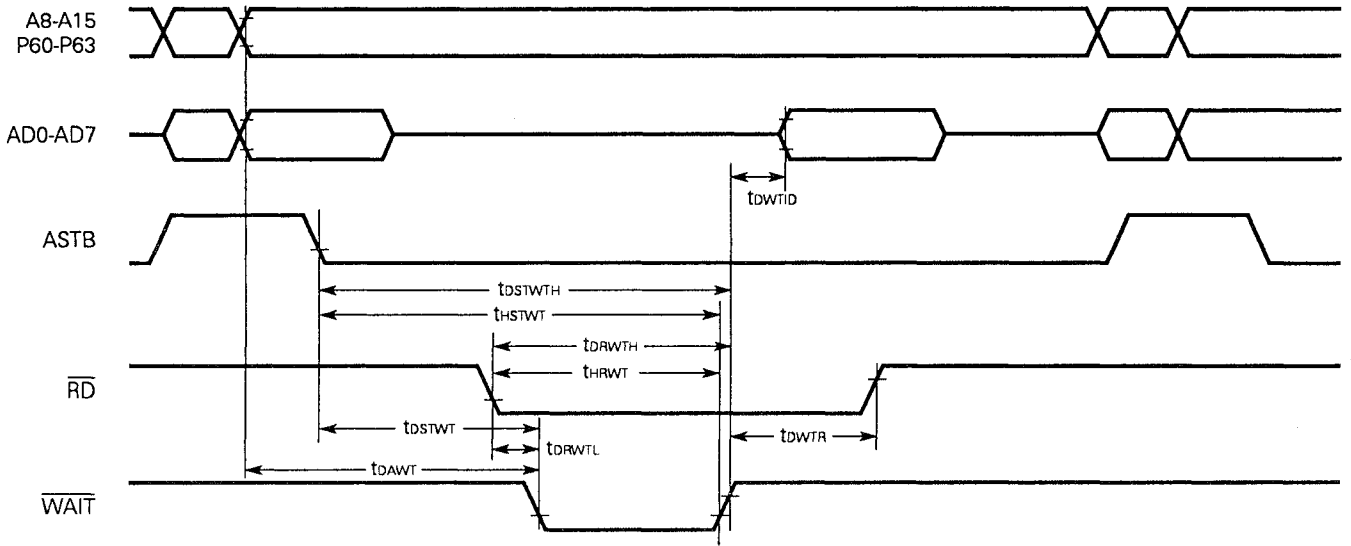 A8-A15
P60-P63
AD0-AD7
tDWTID
ASTB
tDSTWTH
tHSTWT
tDRWTH
tHRWT
RD
tDSTWT
tDRWTL
tDWTR
tDAWT
WAIT